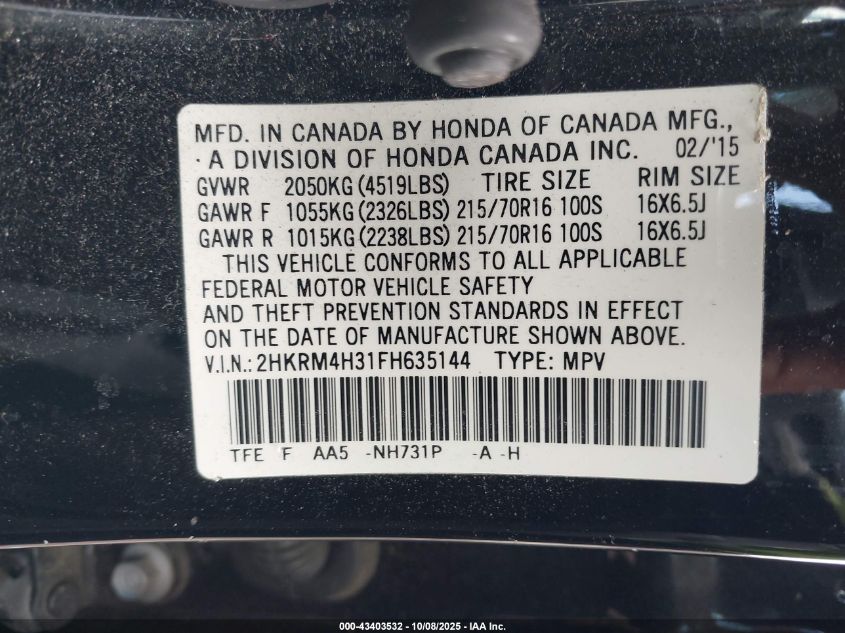 MFD. IN CANADA BY HONDA OF CANADA MFG.,
A DIVISION OF HONDA CANADA INC. 02/'15
GVWR 2050KG (4519LBS) TIRE SIZE RIM SIZE
GAWR F 1055KG (2326LBS) 215/70R16 100S 16X6.5J
GAWR R 1015KG (2238LBS) 215/70R16 100S 16X6.5J
THIS VEHICLE CONFORMS TO ALL APPLICABLE
FEDERAL MOTOR VEHICLE SAFETY
AND THEFT PREVENTION STANDARDS IN EFFECT
ON THE DATE OF MANUFACTURE SHOWN ABOVE.
V.I.N.: 2HKRM4H31FH635144 TYPE: MPV
TFE F AA5 -NH731P -A -H
000-43403532 - 10/08/2025 - IAA Inc.